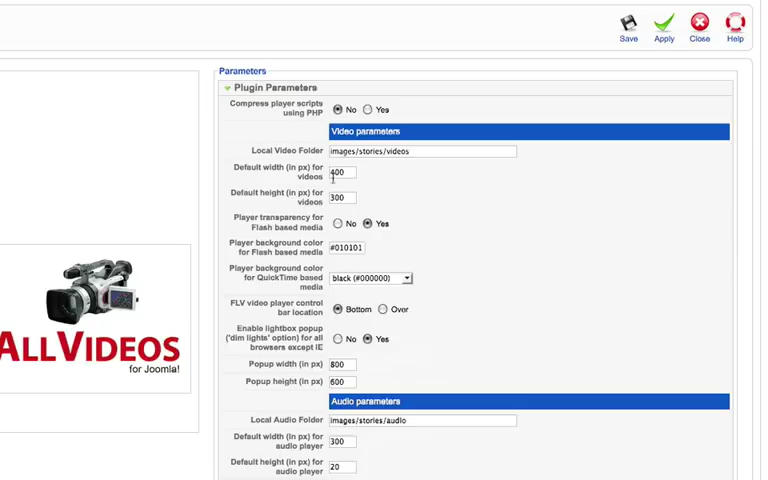 Save Apply Close Help
Parameters
Plugin Parameters
Compress player scripts
using PHP
No Yes
Video parameters
Local Video Folder
images/stories/videos
Default width (in px) for
videos
400
Default height (in px) for
videos
300
Player transparency for
Flash based media
No Yes
Player background color
for Flash based media
#010101
Player background color
for QuickTime based
media
black (#000000)
FLV video player control
bar location
Bottom Over
Enable lightbox popup
('dim lights' option) for all
browsers except IE
No Yes
Popup width (in px)
800
Popup height (in px)
600
Audio parameters
Local Audio Folder
images/stories/audio
Default width (in px) for
audio player
300
Default height (in px) for
audio player
20
ALLVIDEOS
for Joomla!